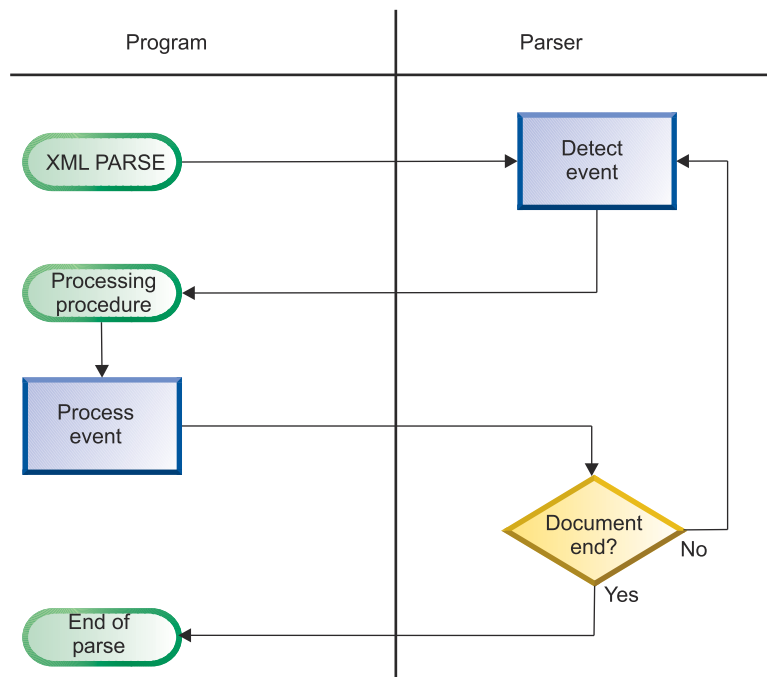 Program
Parser
XML PARSE
Detect
event
Processing
procedure
Process
event
Document
end?
No
Yes
End of
parse